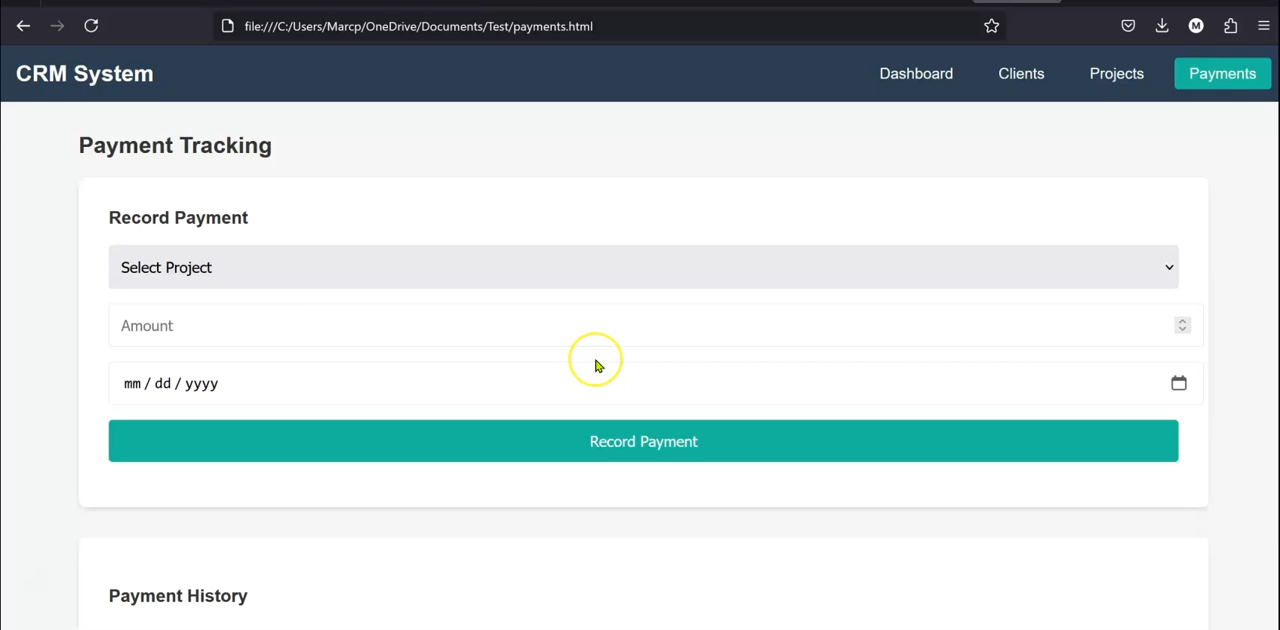 file:///C:/Users/Marcp/OneDrive/Documents/Test/payments.html
M
CRM System
Dashboard
Clients
Projects
Payments
Payment Tracking
Record Payment
Select Project
Amount
mm / dd / yyyy
Record Payment
Payment History